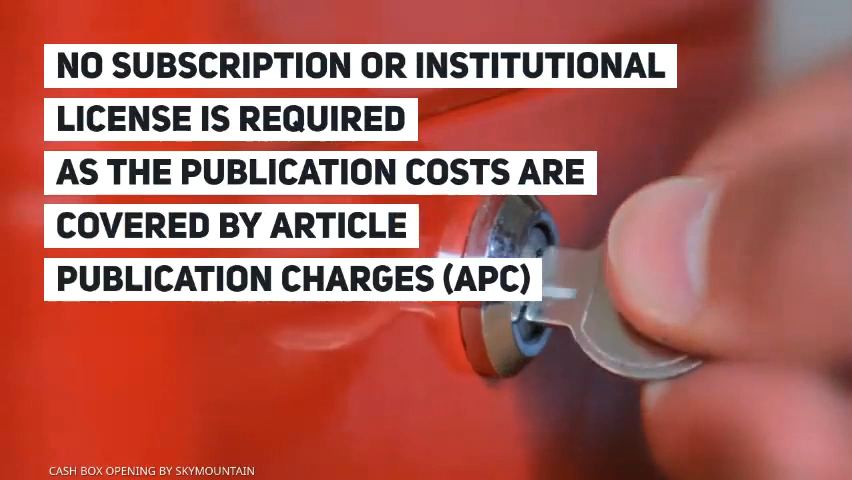 NO SUBSCRIPTION OR INSTITUTIONAL
LICENSE IS REQUIRED
AS THE PUBLICATION COSTS ARE
COVERED BY ARTICLE
PUBLICATION CHARGES (APC)
CASH BOX OPENING BY SKYMOUNTAIN